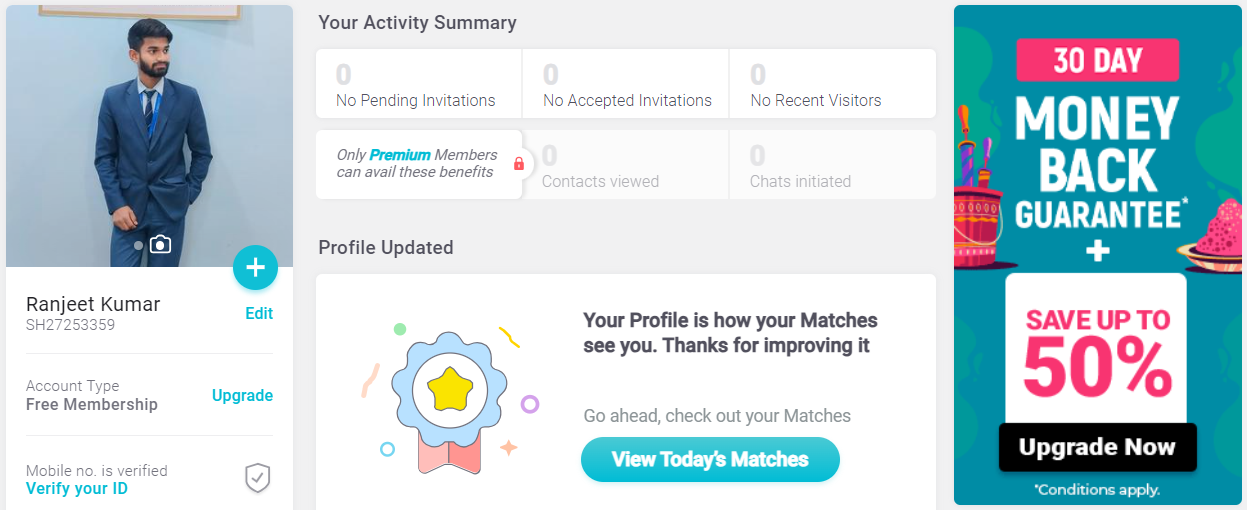 Ranjeet Kumar
SH27253359
Edit
Account Type
Free Membership
Upgrade
Mobile no. is verified
Verify your ID
Your Activity Summary
0
No Pending Invitations
0
No Accepted Invitations
0
No Recent Visitors
Only Premium Members
can avail these benefits
0
Contacts viewed
0
Chats initiated
Profile Updated
Your Profile is how your Matches
see you. Thanks for improving it
Go ahead, check out your Matches
View Today's Matches
30 DAY
MONEY
BACK
GUARANTEE*
+
SAVE UP TO
50%
Upgrade Now
*Conditions apply.